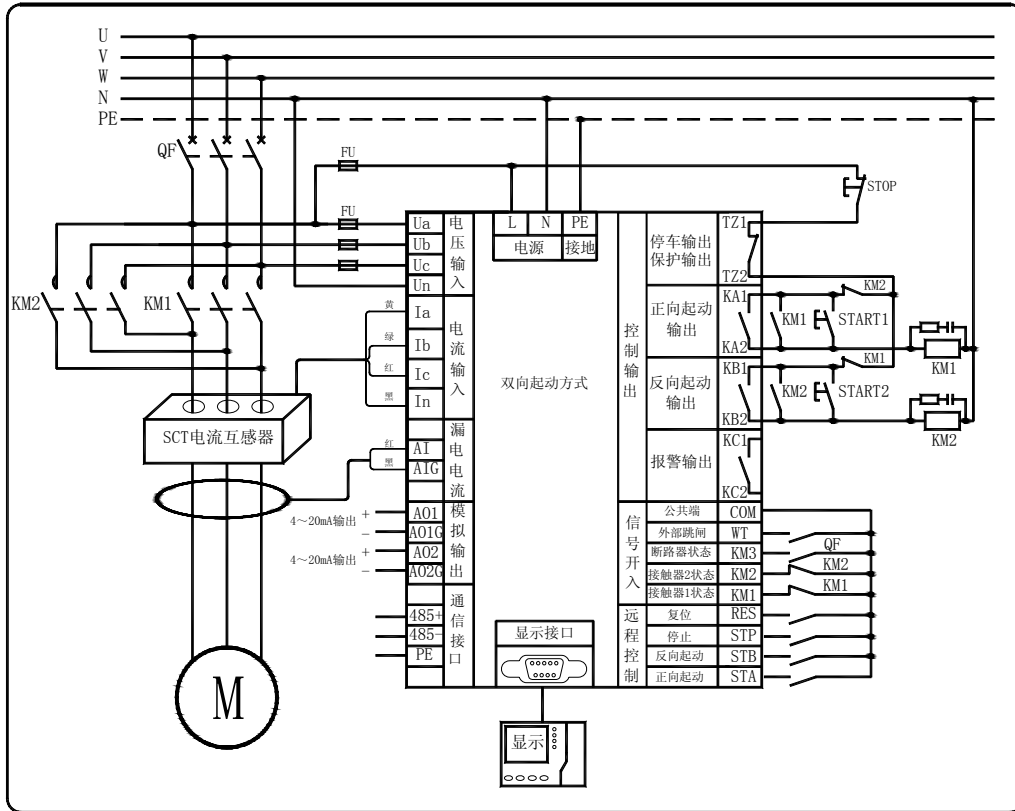 U
V
W
N
PE
QF
FU
FU
STOP
KM2
KM1
Ua
Ub
Uc
Un
电压输入
L
N
PE
电源
接地
黄
绿
红
黑
Ia
Ib
Ic
In
电流输入
SCT电流互感器
红
黑
AI
AIG
漏电电流
4～20mA输出
+
−
4～20mA输出
+
−
AO1
AO1G
AO2
AO2G
模拟输出
485+
485-
PE
通信接口
M
双向起动方式
显示接口
显示
控制输出
停车输出
保护输出
TZ1
TZ2
正向起动
输出
KA1
KA2
KM1
START1
KM2
KM1
反向起动
输出
KB1
KB2
KM2
START2
KM1
KM2
报警输出
KC1
KC2
信号开入
公共端 COM
外部跳闸 WT
断路器状态 KM3
QF
接触器2状态 KM2
KM2
接触器1状态 KM1
KM1
远程控制
复位 RES
停止 STP
反向起动 STB
正向起动 STA